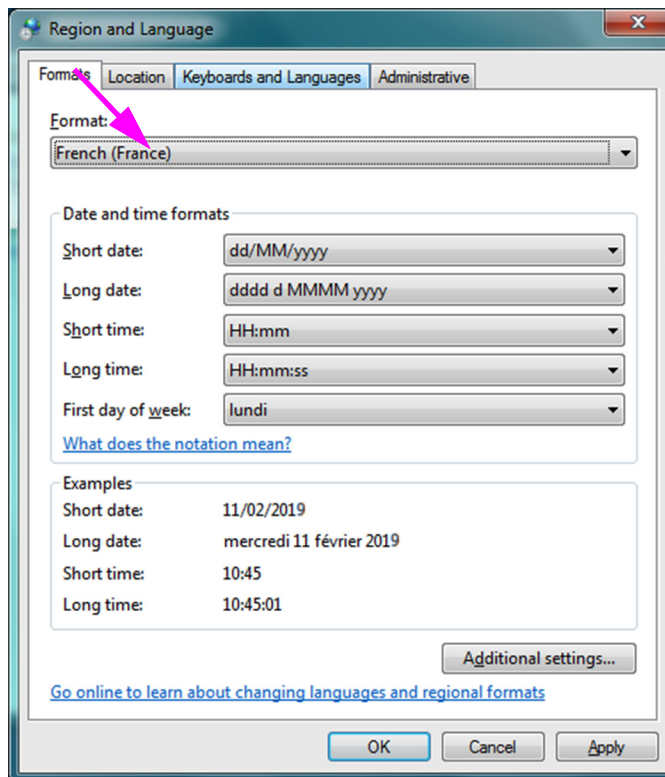 Region and Language
Formats Location Keyboards and Languages Administrative
Format:
French (France)
Date and time formats
Short date: dd/MM/yyyy
Long date: dddd d MMMM yyyy
Short time: HH:mm
Long time: HH:mm:ss
First day of week: lundi
What does the notation mean?
Examples
Short date: 11/02/2019
Long date: mercredi 11 février 2019
Short time: 10:45
Long time: 10:45:01
Additional settings...
Go online to learn about changing languages and regional formats
OK Cancel Apply